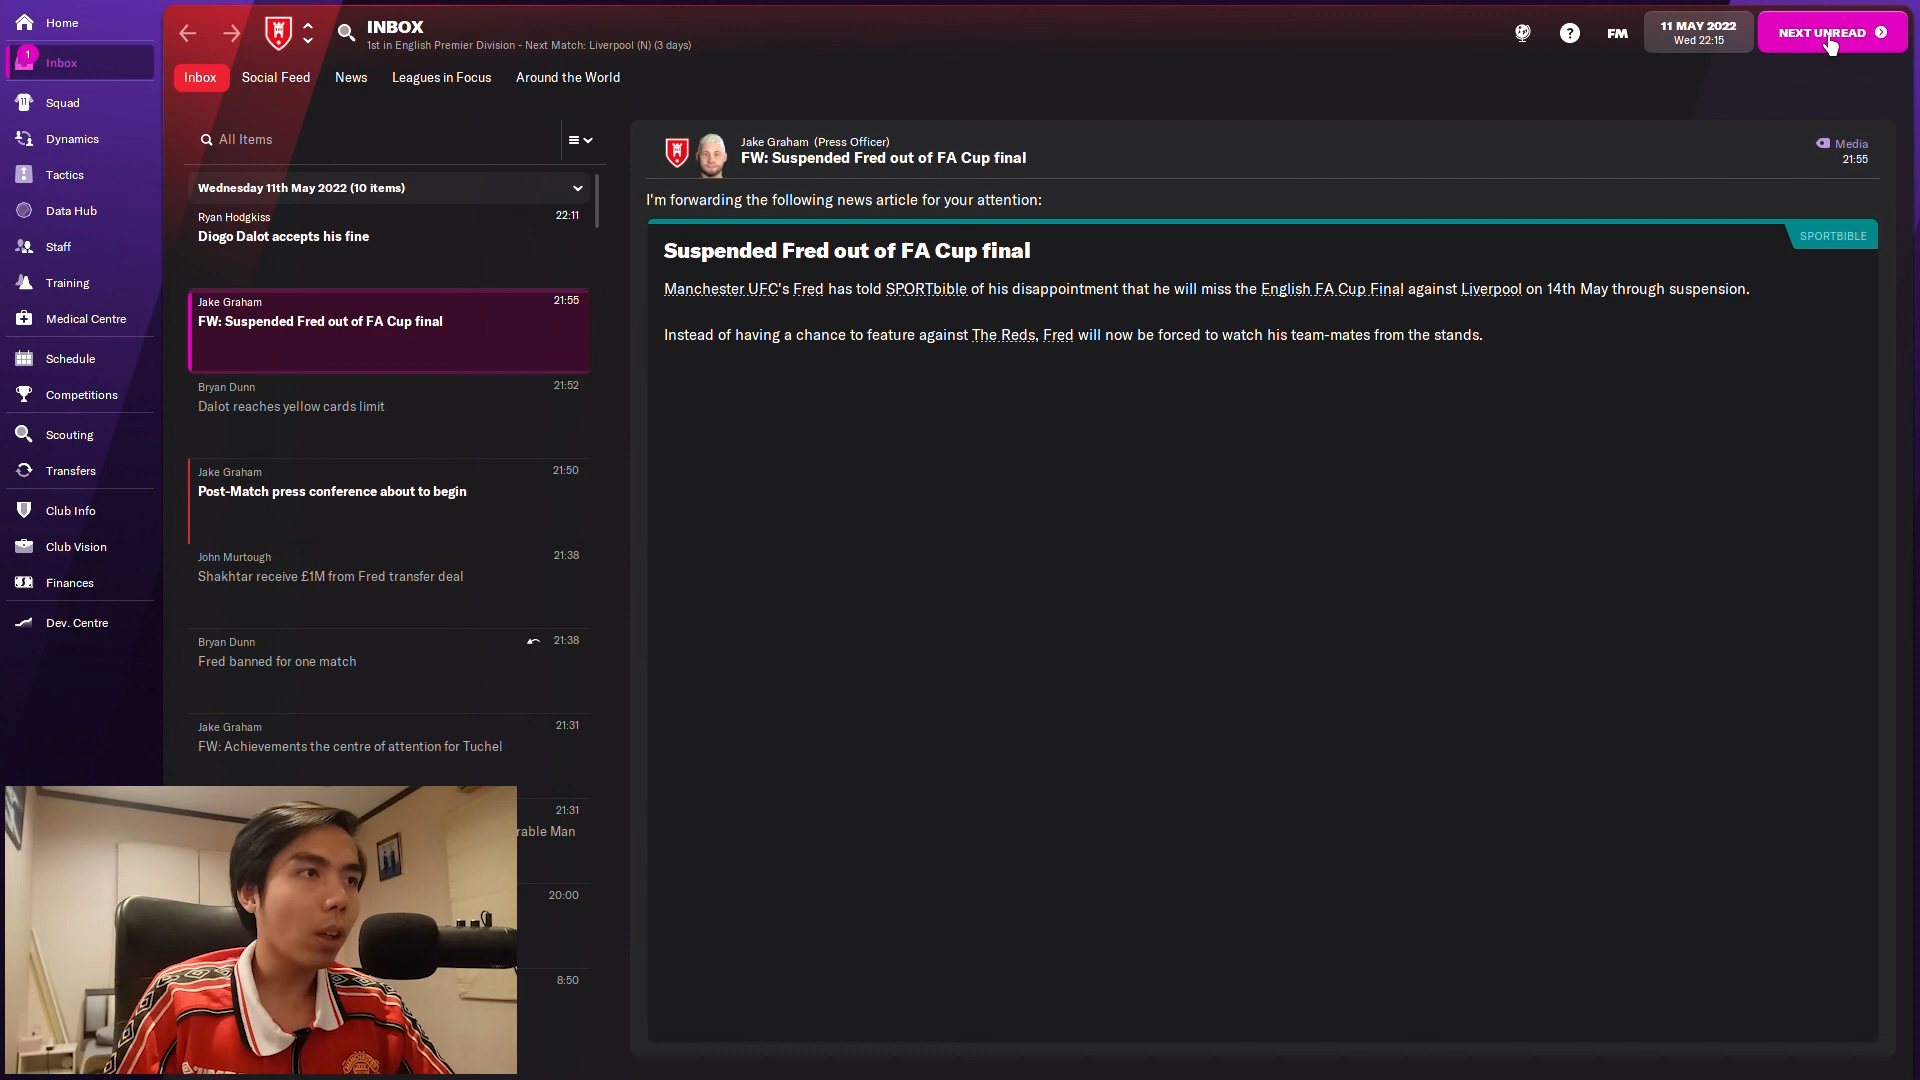 Home
1
Inbox
Squad
Dynamics
Tactics
Data Hub
Staff
Training
Medical Centre
Schedule
Competitions
Scouting
Transfers
Club Info
Club Vision
Finances
Dev. Centre
INBOX
1st in English Premier Division - Next Match: Liverpool (N) (3 days)
?
FM
11 MAY 2022
Wed 22:15
NEXT UNREAD
Inbox
Social Feed
News
Leagues in Focus
Around the World
All Items
Wednesday 11th May 2022 (10 items)
Ryan Hodgkiss 22:11
Diogo Dalot accepts his fine
Jake Graham 21:55
FW: Suspended Fred out of FA Cup final
Bryan Dunn 21:52
Dalot reaches yellow cards limit
Jake Graham 21:50
Post-Match press conference about to begin
John Murtough 21:38
Shakhtar receive £1M from Fred transfer deal
Bryan Dunn 21:38
Fred banned for one match
Jake Graham 21:31
FW: Achievements the centre of attention for Tuchel
21:31
rable Man
20:00
8:50
Jake Graham (Press Officer)
FW: Suspended Fred out of FA Cup final
Media
21:55
I'm forwarding the following news article for your attention:
SPORTBIBLE
Suspended Fred out of FA Cup final
Manchester UFC's Fred has told SPORTbible of his disappointment that he will miss the English FA Cup Final against Liverpool on 14th May through suspension.
Instead of having a chance to feature against The Reds, Fred will now be forced to watch his team-mates from the stands.